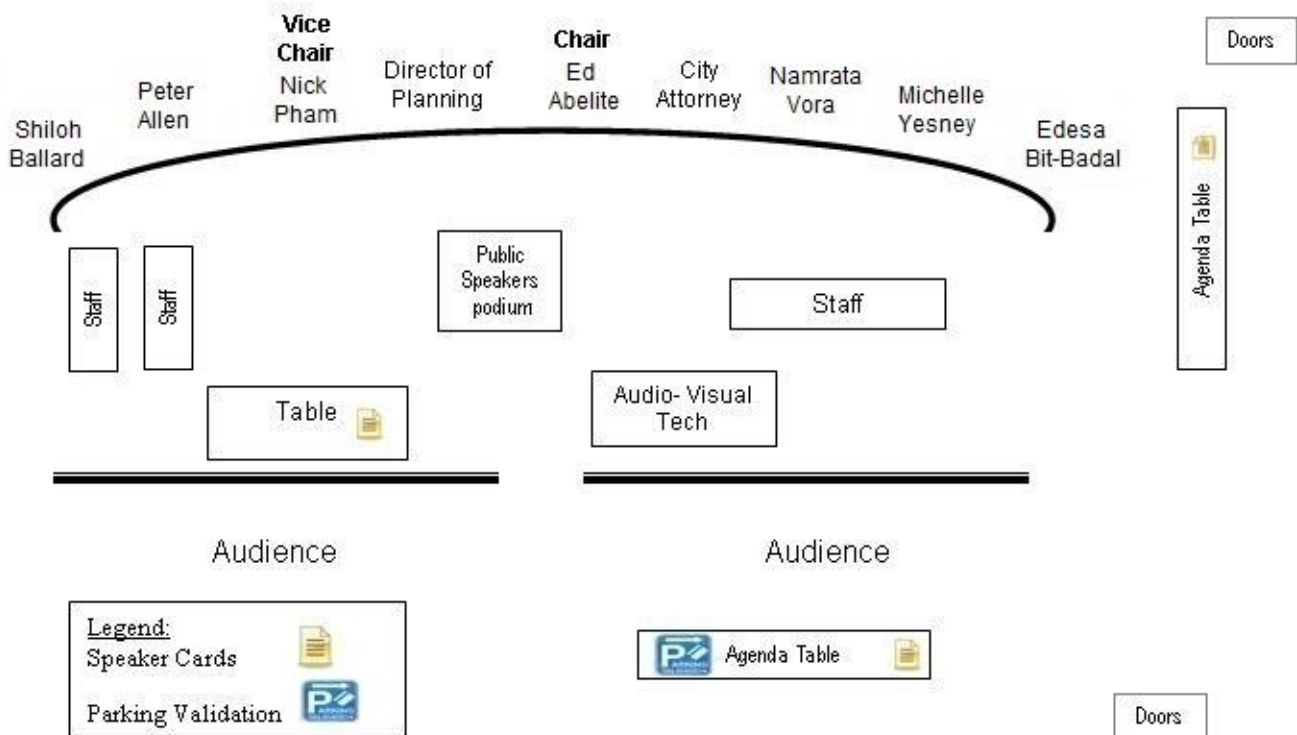 Vice
Chair
Nick
Pham
Chair
Ed
Abelite
Doors
Director of
Planning
City
Attorney
Namrata
Vora
Peter
Allen
Michelle
Yesney
Shiloh
Ballard
Edesa
Bit-Badal
Agenda Table
Staff
Staff
Public
Speakers
podium
Staff
Table
Audio- Visual
Tech
Audience
Audience
Legend:
Speaker Cards
Parking Validation
Agenda Table
Doors